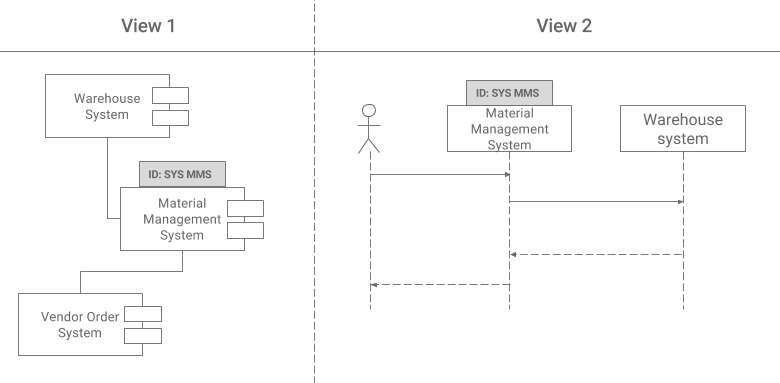 View 1
View 2
Warehouse
System
ID: SYS MMS
Material
Management
System
Vendor Order
System
ID: SYS MMS
Material
Management
System
Warehouse
system